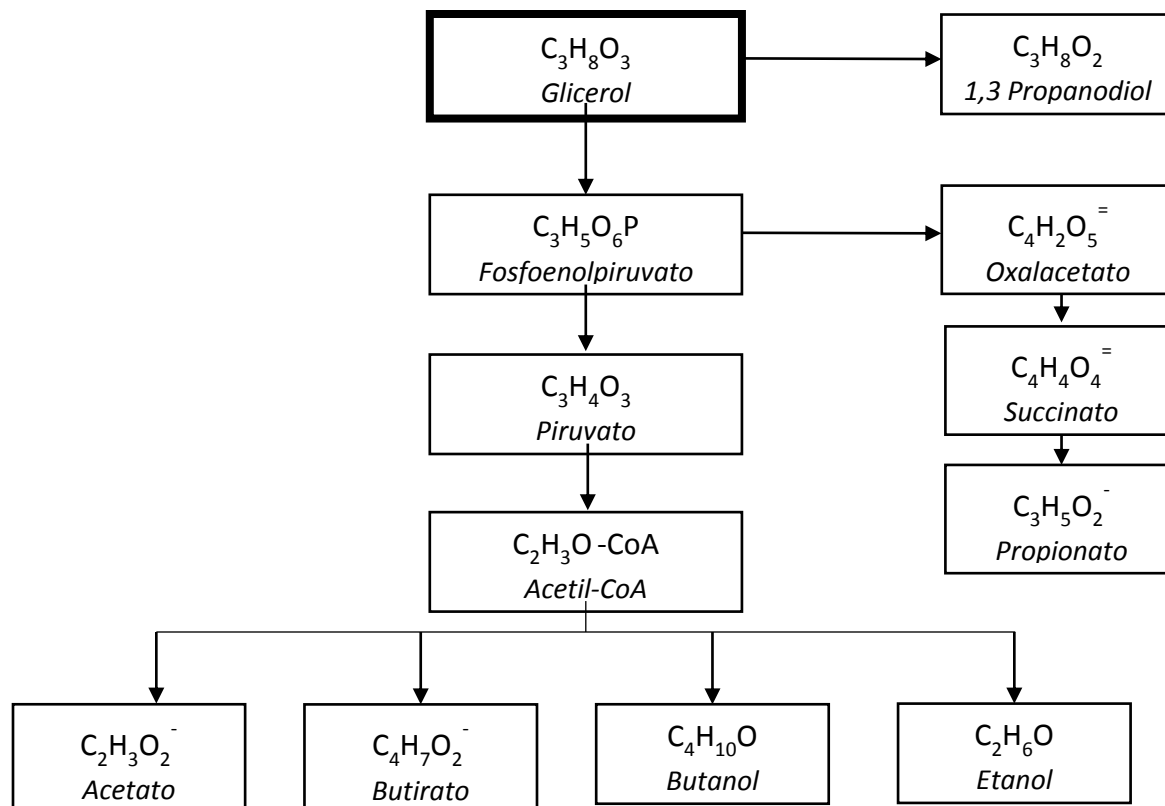 C₃H₈O₃
Glicerol
C₃H₈O₂
1,3 Propanodiol
C₃H₅O₆P
Fosfoenolpiruvato
C₄H₂O₅⁼
Oxalacetato
C₃H₄O₃
Piruvato
C₄H₄O₄⁼
Succinato
C₂H₃O -CoA
Acetil-CoA
C₃H₅O₂⁻
Propionato
C₂H₃O₂⁻
Acetato
C₄H₇O₂⁻
Butirato
C₄H₁₀O
Butanol
C₂H₆O
Etanol